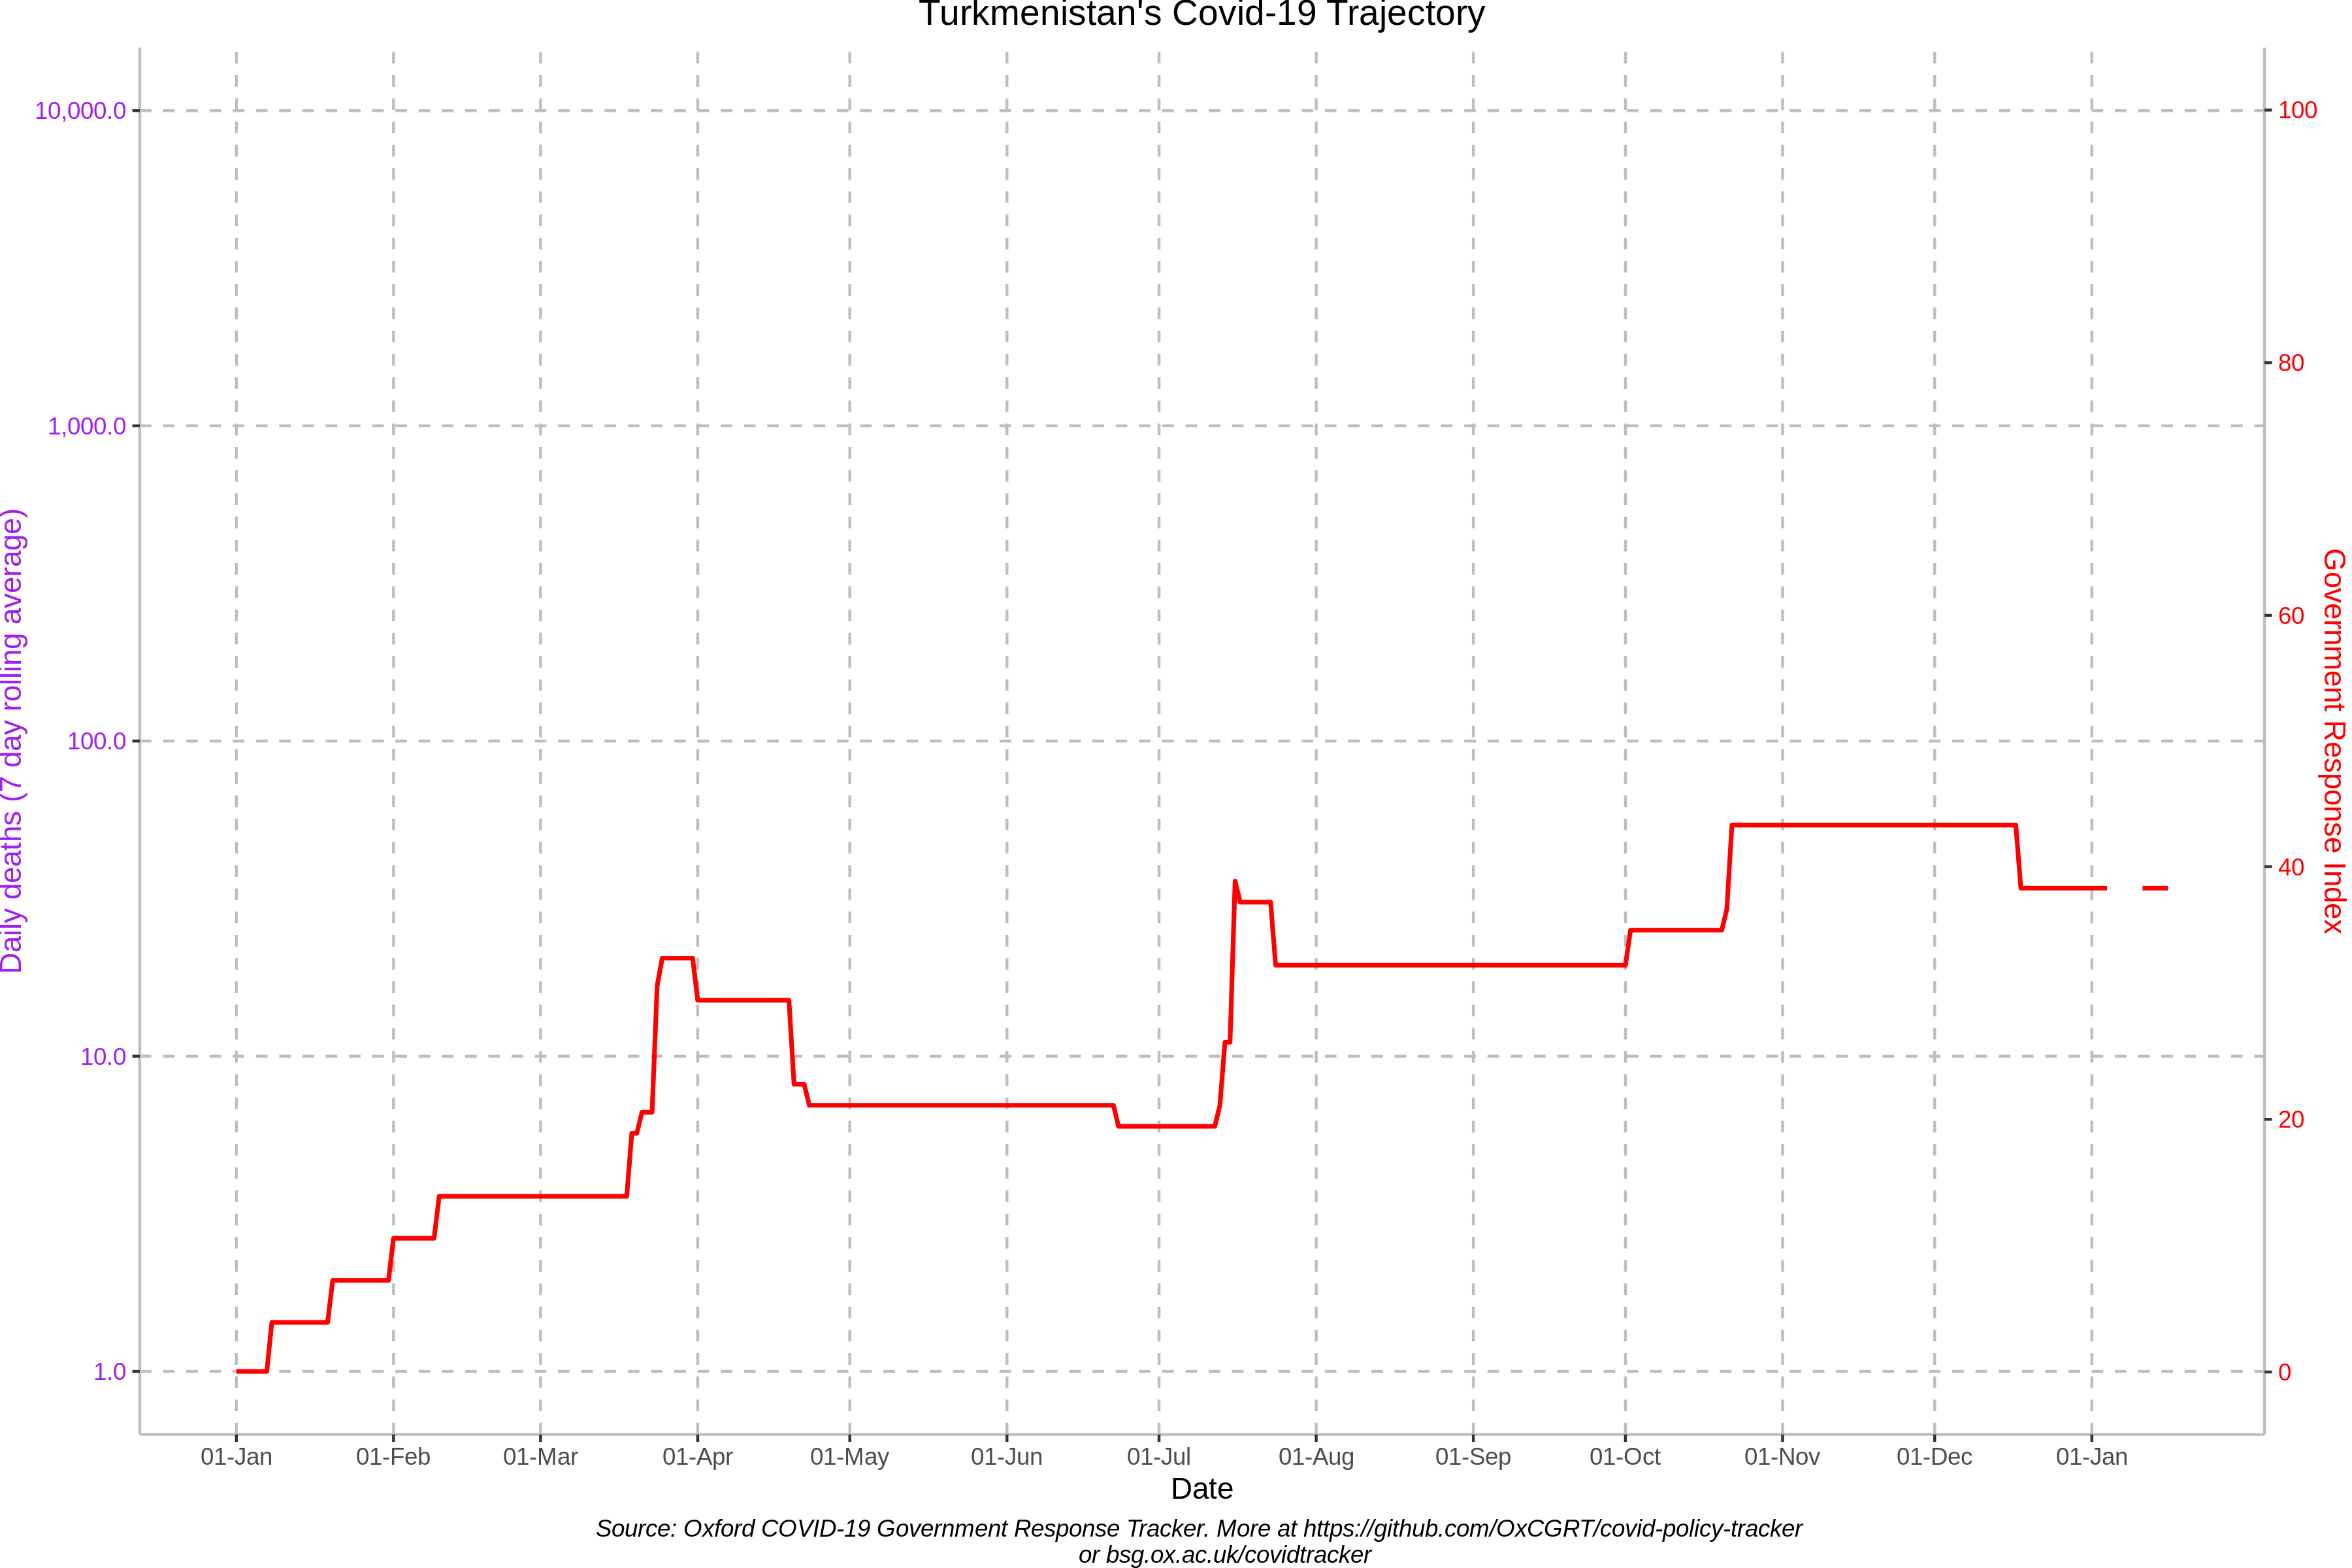 Turkmenistan's Covid-19 Trajectory
10,000.0
1,000.0
100.0
10.0
1.0
Daily deaths (7 day rolling average)
100
80
60
40
20
0
Government Response Index
01-Jan 01-Feb 01-Mar 01-Apr 01-May 01-Jun 01-Jul 01-Aug 01-Sep 01-Oct 01-Nov 01-Dec 01-Jan
Date
Source: Oxford COVID-19 Government Response Tracker. More at https://github.com/OxCGRT/covid-policy-tracker
or bsg.ox.ac.uk/covidtracker